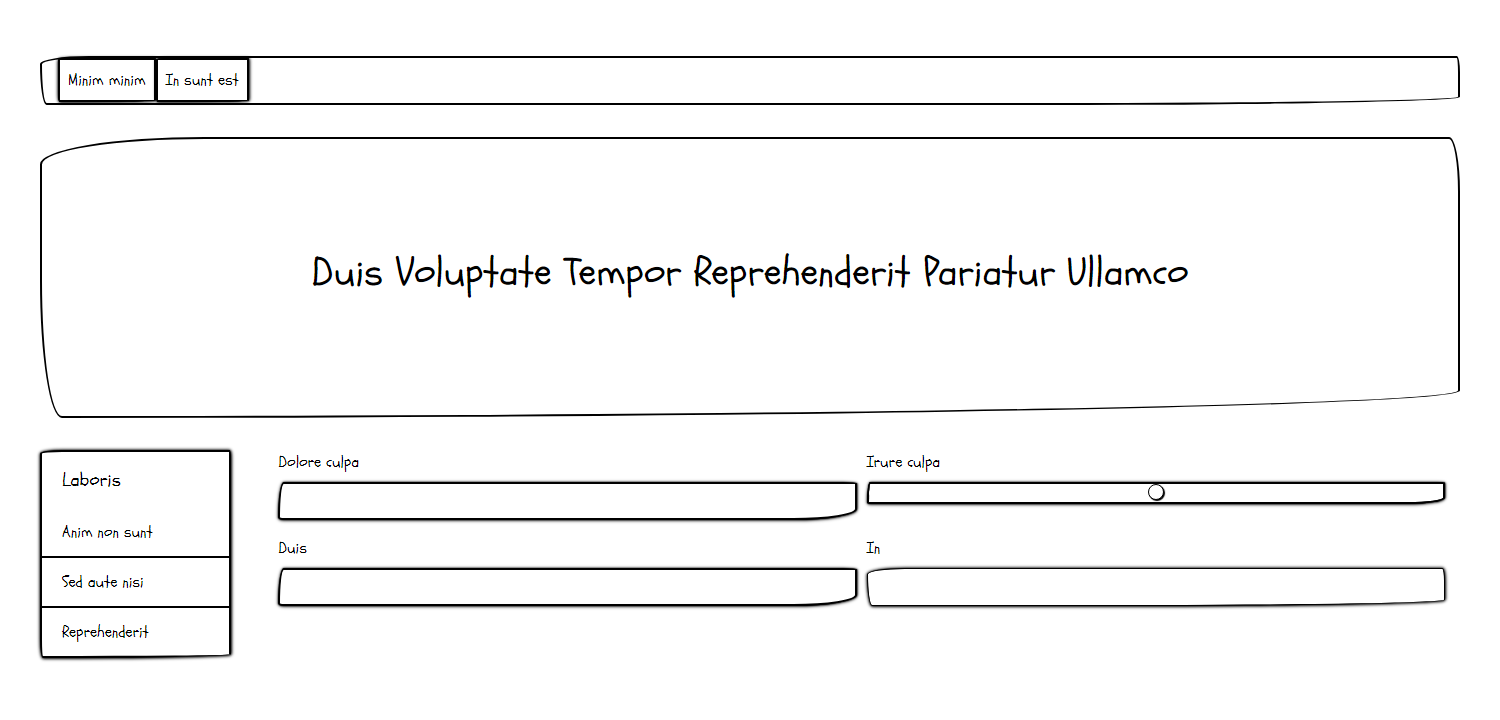 Minim minim
In sunt est
Duis Voluptate Tempor Reprehenderit Pariatur Ullamco
Laboris
Anim non sunt
Sed aute nisi
Reprehenderit
Dolore culpa
Irure culpa
Duis
In